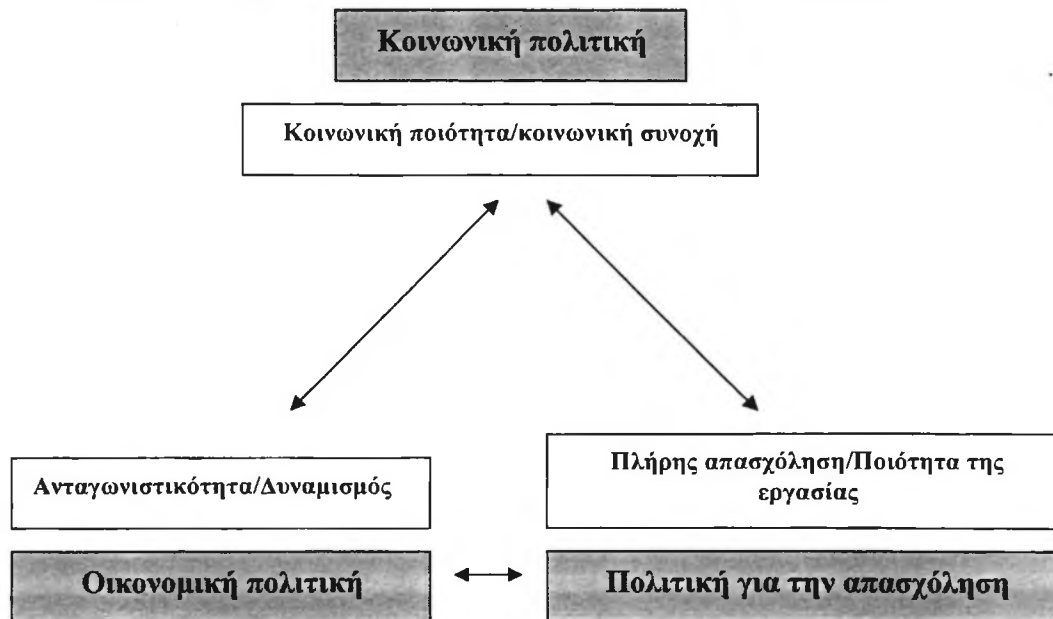 Κοινωνική πολιτική
Κοινωνική ποιότητα/κοινωνική συνοχή
Ανταγωνιστικότητα/Δυναμισμός
Πλήρης απασχόληση/Ποιότητα της
εργασίας
Οικονομική πολιτική
Πολιτική για την απασχόληση